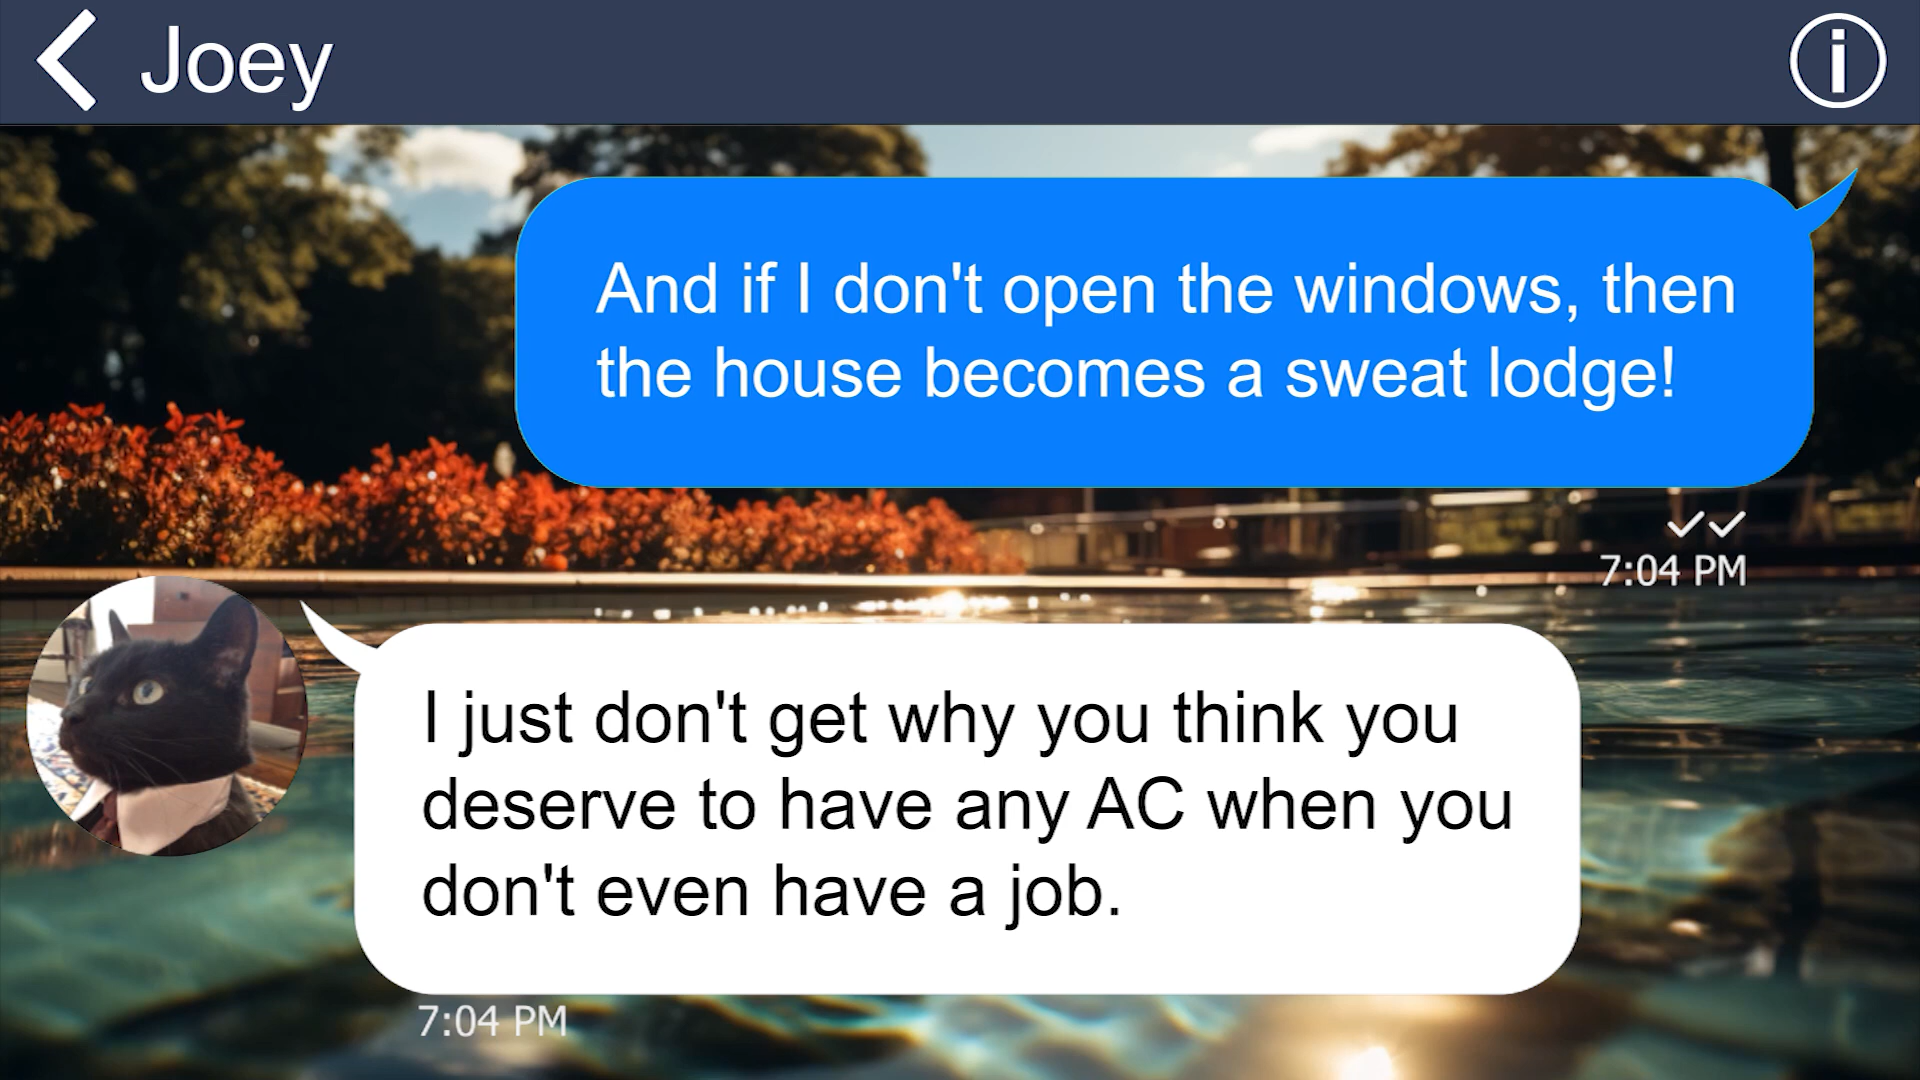 Joey
And if I don't open the windows, then
the house becomes a sweat lodge!
7:04 PM
I just don't get why you think you
deserve to have any AC when you
don't even have a job.
7:04 PM